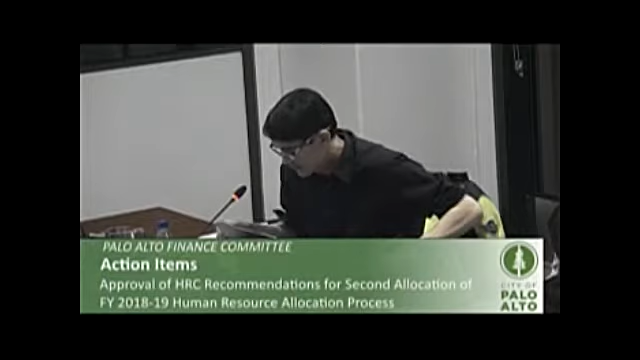 PALO ALTO FINANCE COMMITTEE
Action Items
Approval of HRC Recommendations for Second Allocation of
FY 2018-19 Human Resource Allocation Process
CITY OF
PALO
ALTO